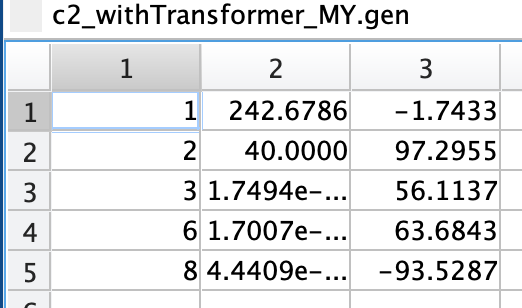 c2_withTransformer_MY.gen
1 2 3
1 1 242.6786 -1.7433
2 2 40.0000 97.2955
3 3 1.7494e-... 56.1137
4 6 1.7007e-... 63.6843
5 8 4.4409e-... -93.5287